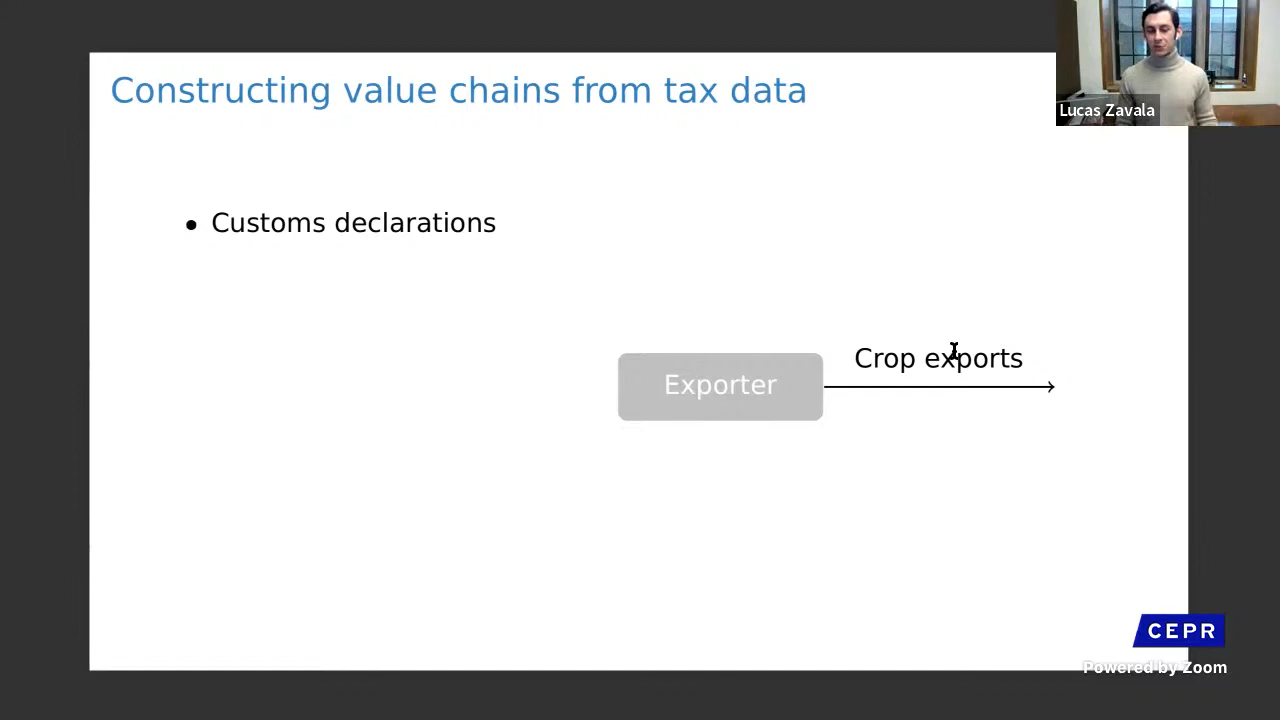 Constructing value chains from tax data
Lucas Zavala
• Customs declarations
Crop exports
Exporter
CEPR
Powered by Zoom